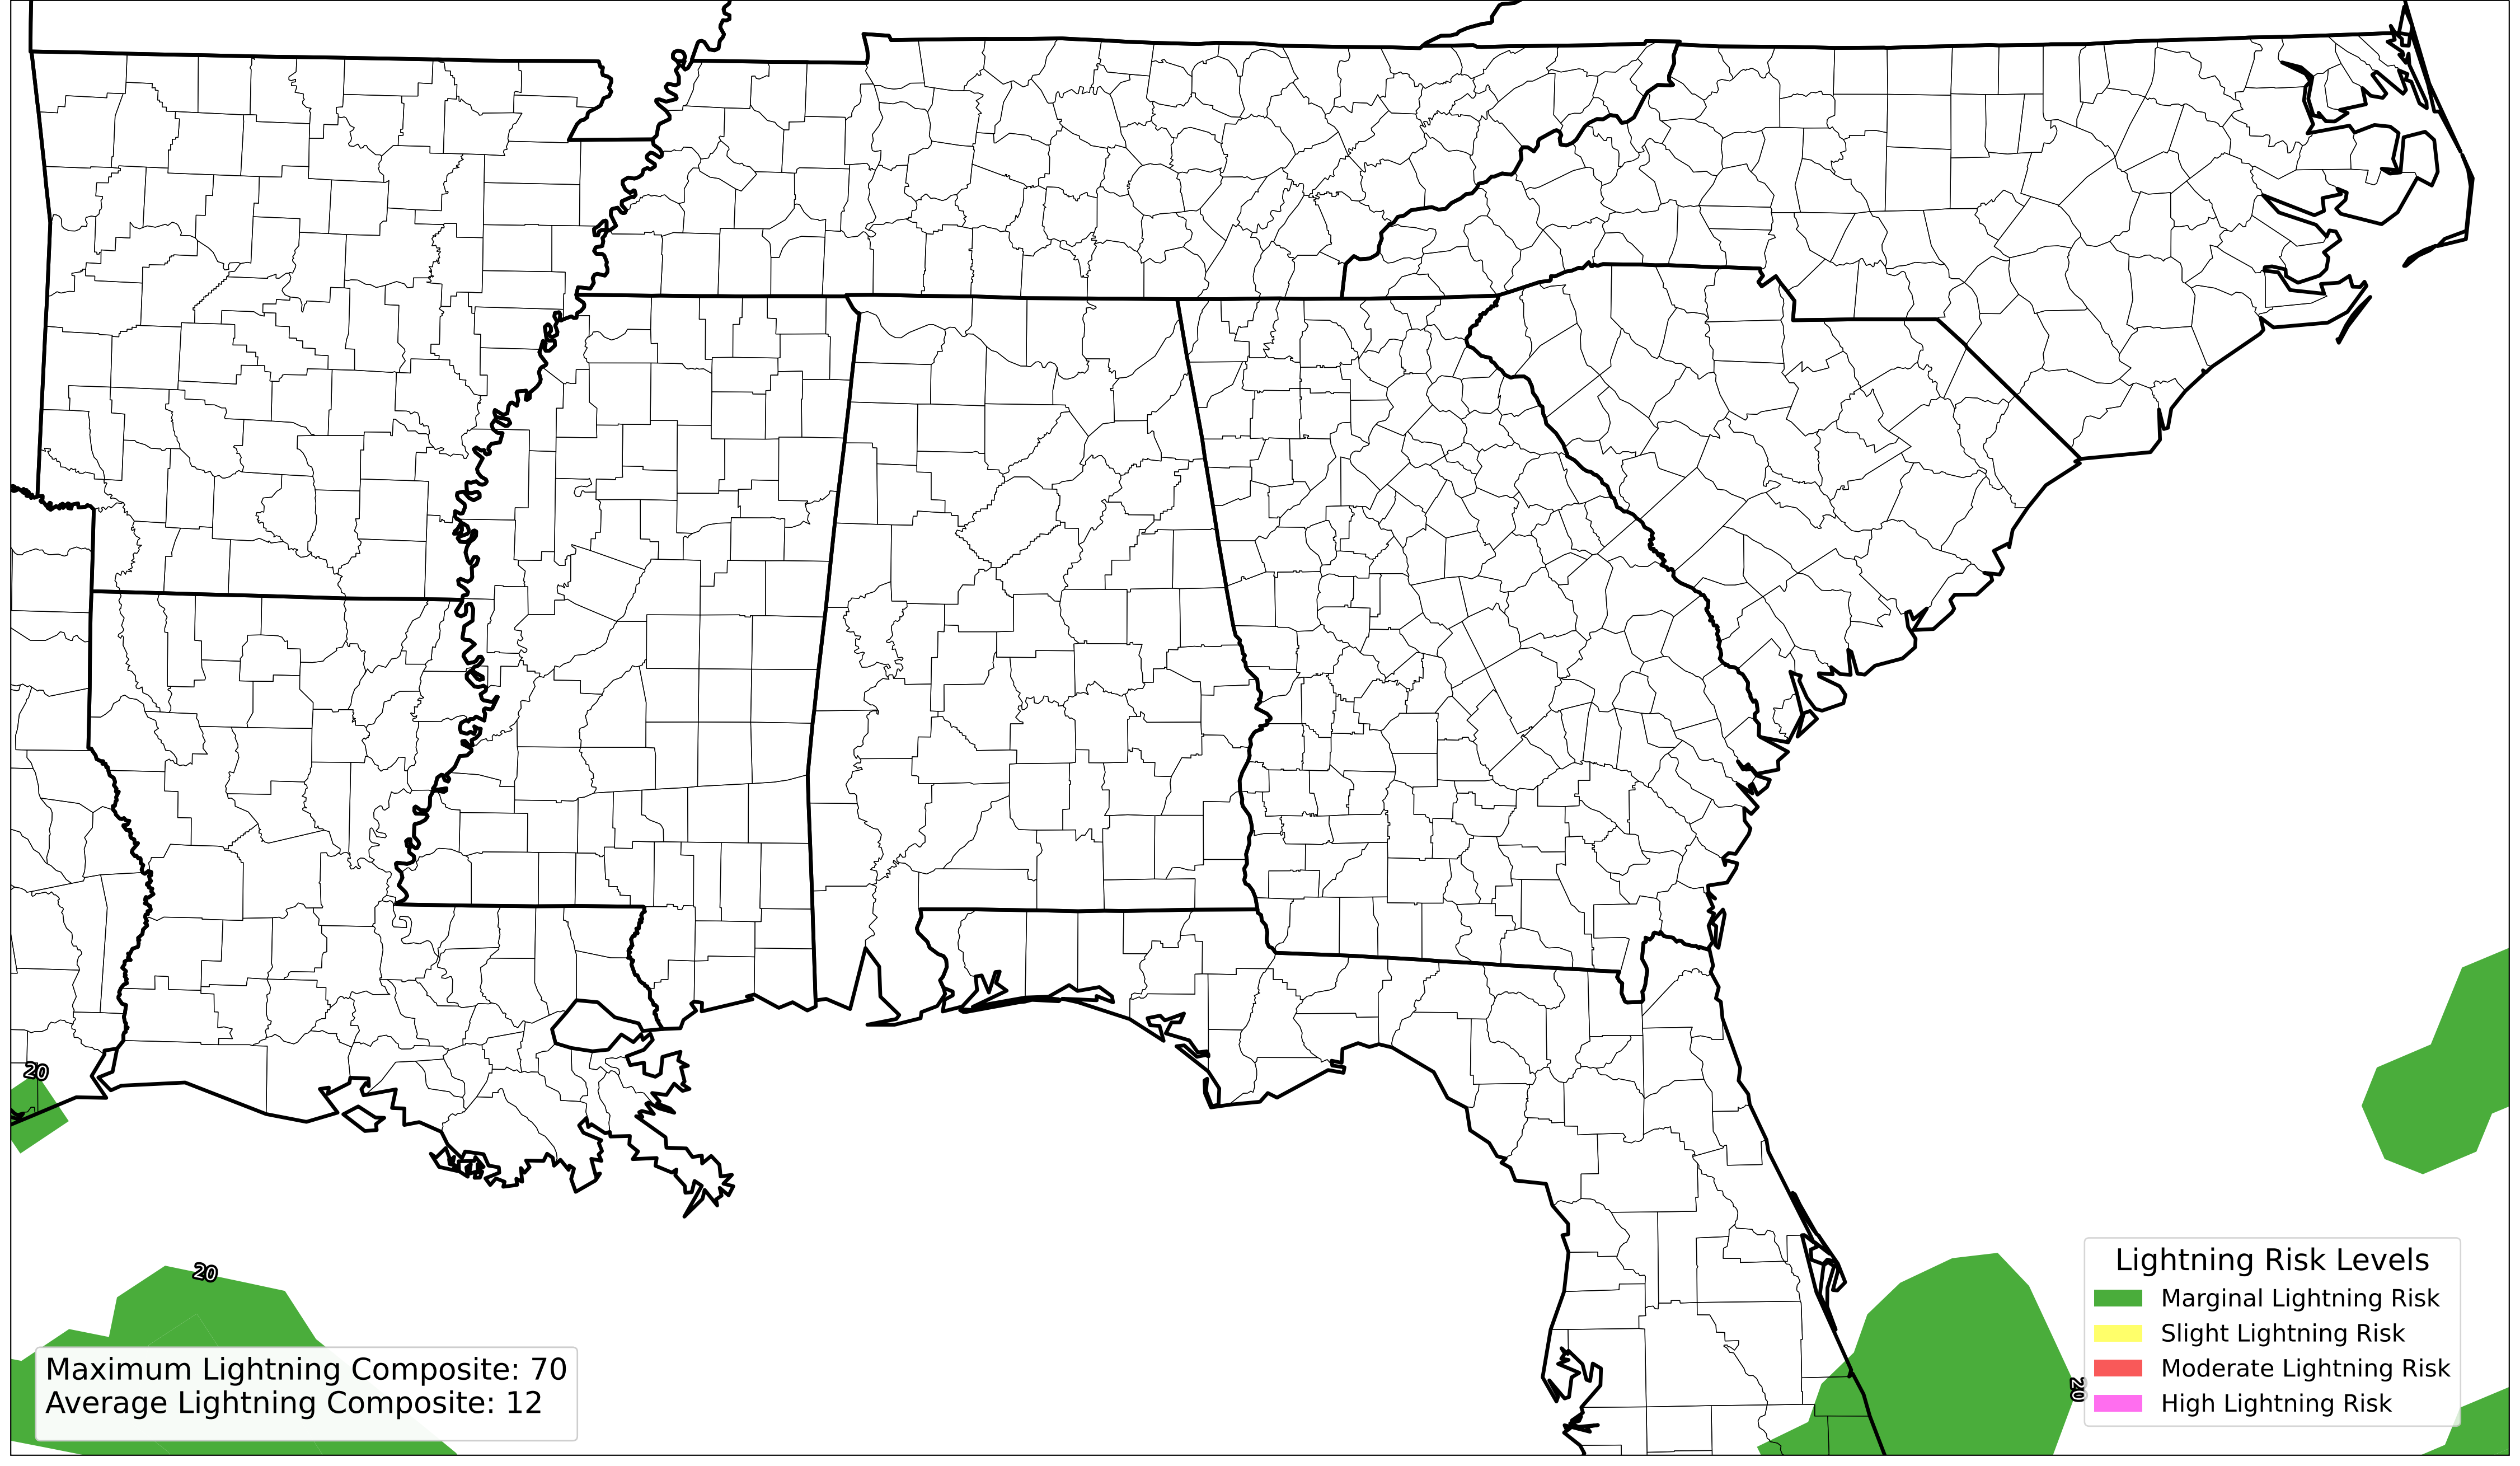 20
20
Maximum Lightning Composite: 70
Average Lightning Composite: 12
20
Lightning Risk Levels
Marginal Lightning Risk
Slight Lightning Risk
Moderate Lightning Risk
High Lightning Risk